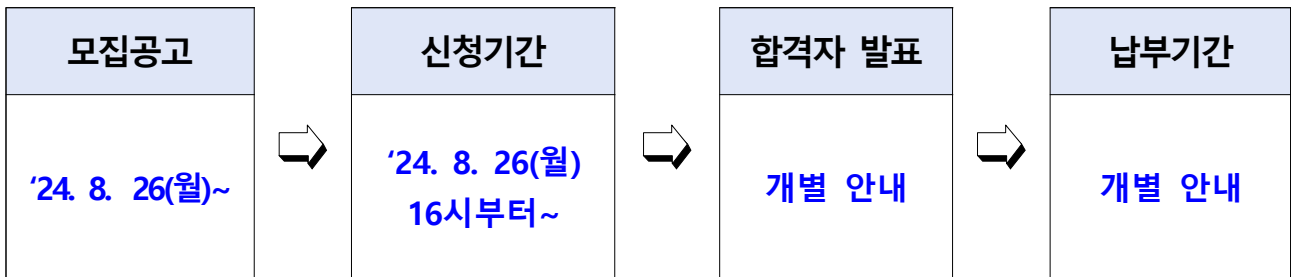 모집공고
‘24. 8. 26(월)~
신청기간
‘24. 8. 26(월)
16시부터~
합격자 발표
개별 안내
납부기간
개별 안내